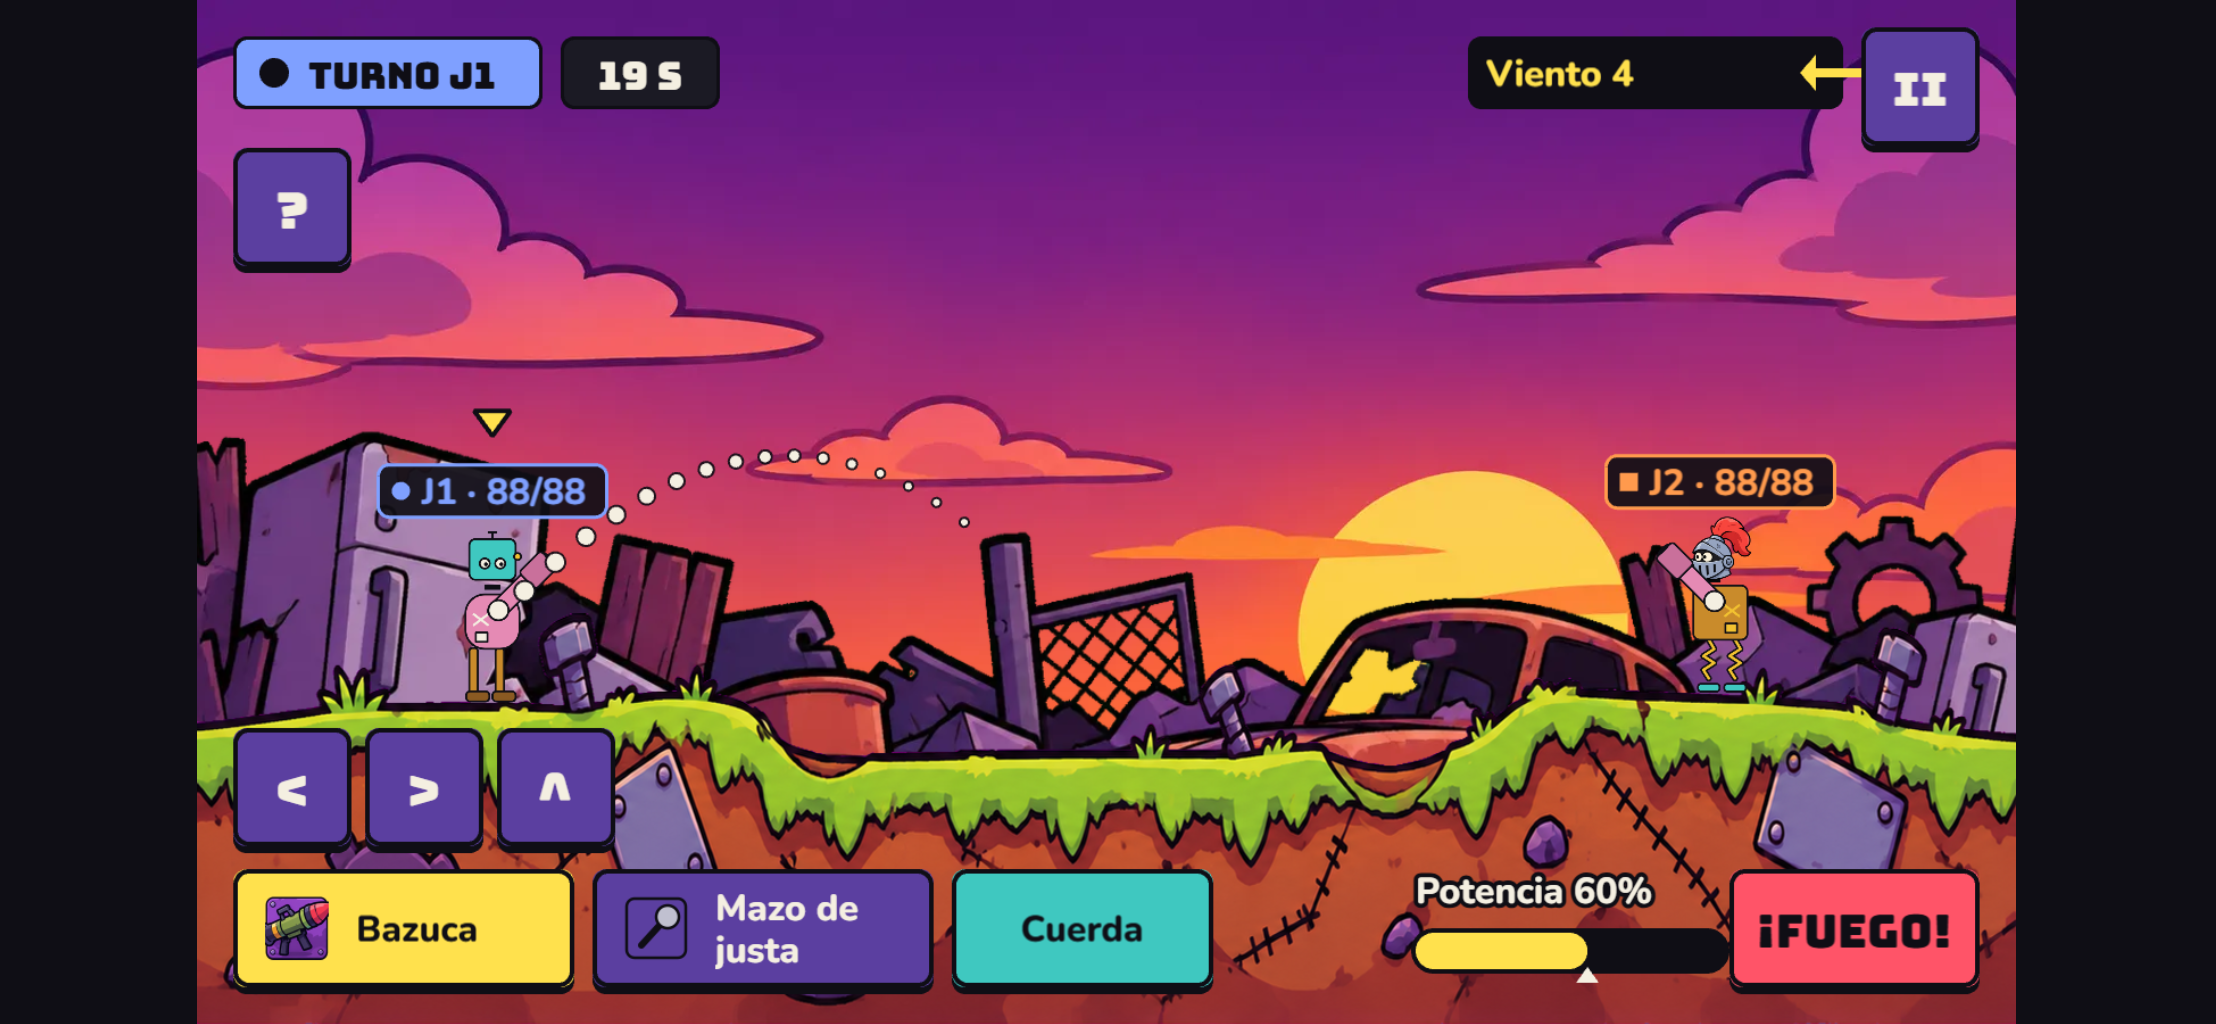 TURNO J1
19 S
Viento 4
II
?
J1 · 88/88
J2 · 88/88
<
>
^
Bazuca
Mazo de
justa
Cuerda
Potencia 60%
¡FUEGO!